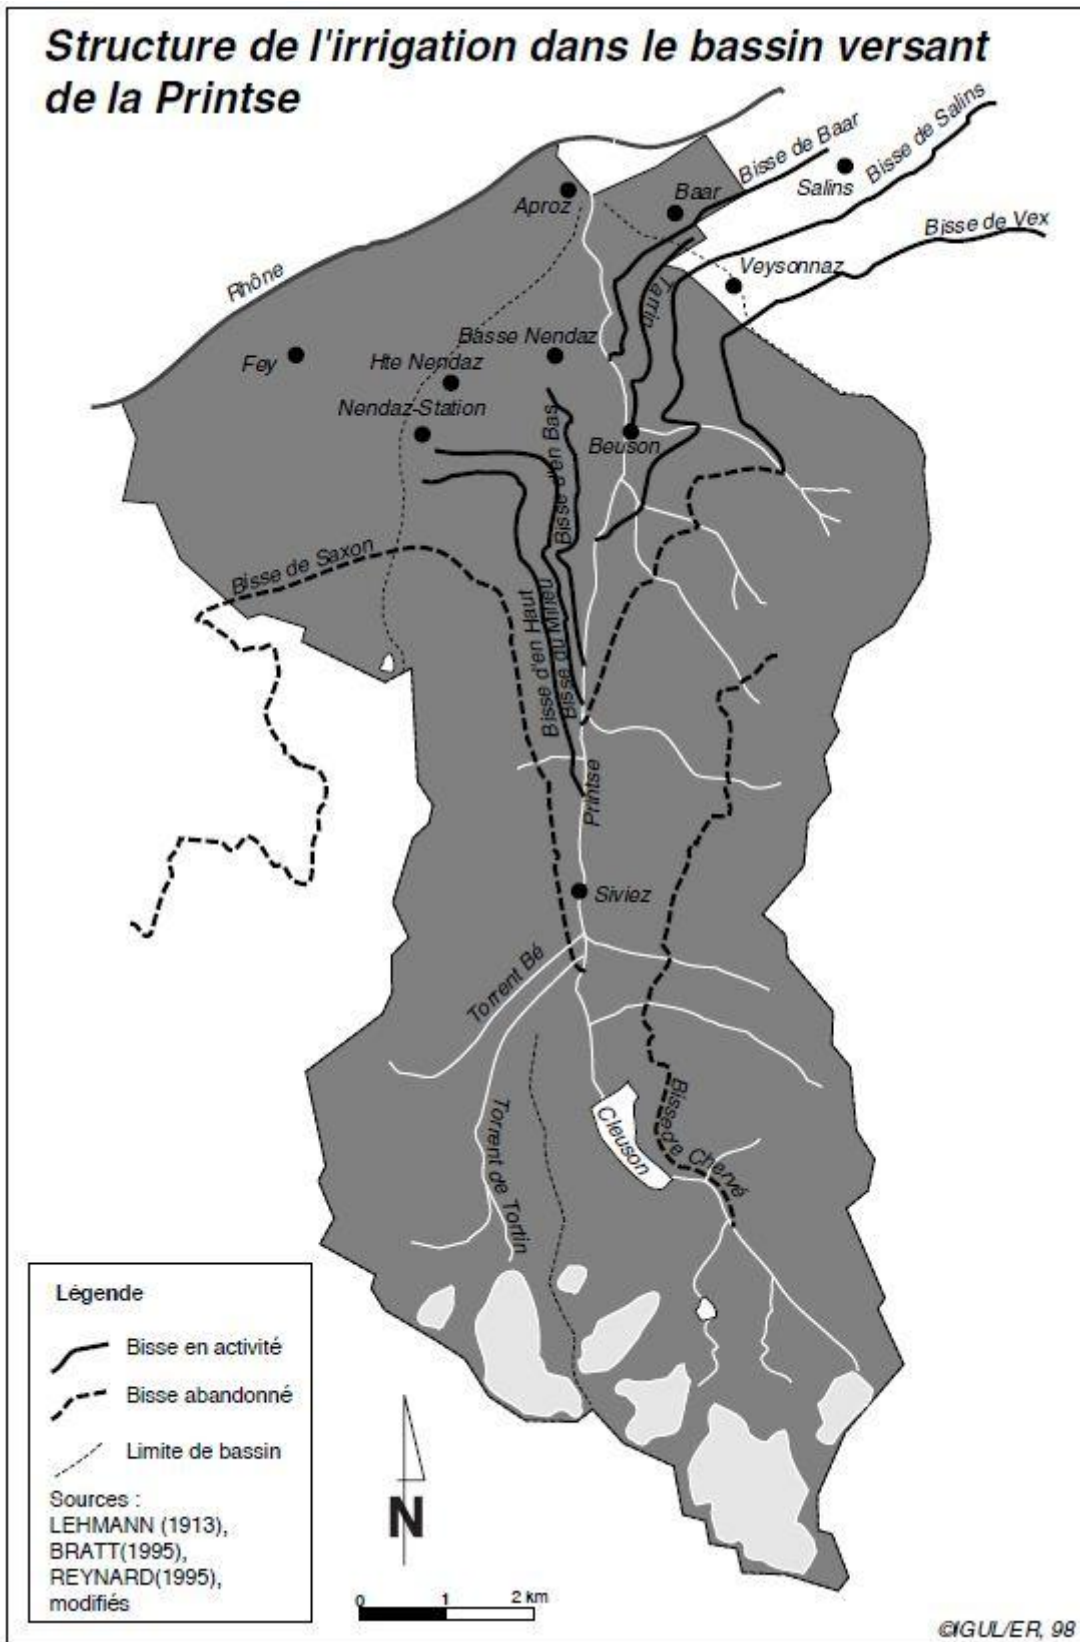 Structure de l'irrigation dans le bassin versant
de la Printse
Bisse de Baar
Bisse de Salins
Salins
Baar
Aproz
Bisse de Vex
Veysonnaz
Rhône
Tarrin
Basse Nendaz
Fey
Hte Nendaz
Nendaz-Station
Beuson
Bisse d'en Bas
Bisse de Saxon
Bisse d'en Haut
Bisse du Milieu
Printse
Siviez
Torrent Bé
Cleuson
Bisse de Chervé
Torrent de Tortin
Légende
Bisse en activité
Bisse abandonné
Limite de bassin
Sources :
LEHMANN (1913),
BRATT(1995),
REYNARD(1995),
modifiés
N
0 1 2 km
©IGUL/ER, 98